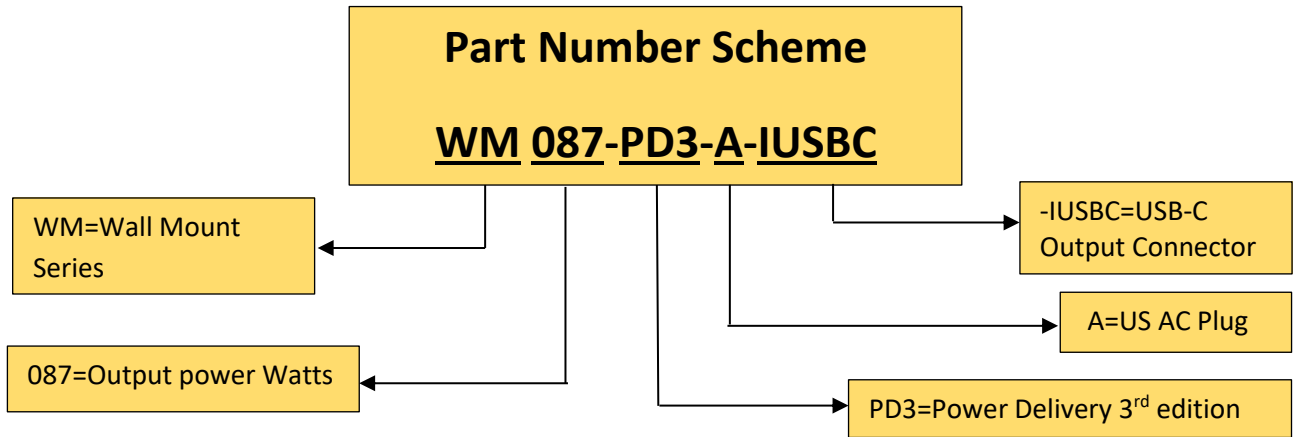 Part Number Scheme
WM 087-PD3-A-IUSBC
WM=Wall Mount
Series
-IUSBC=USB-C
Output Connector
A=US AC Plug
087=Output power Watts
PD3=Power Delivery 3rd edition